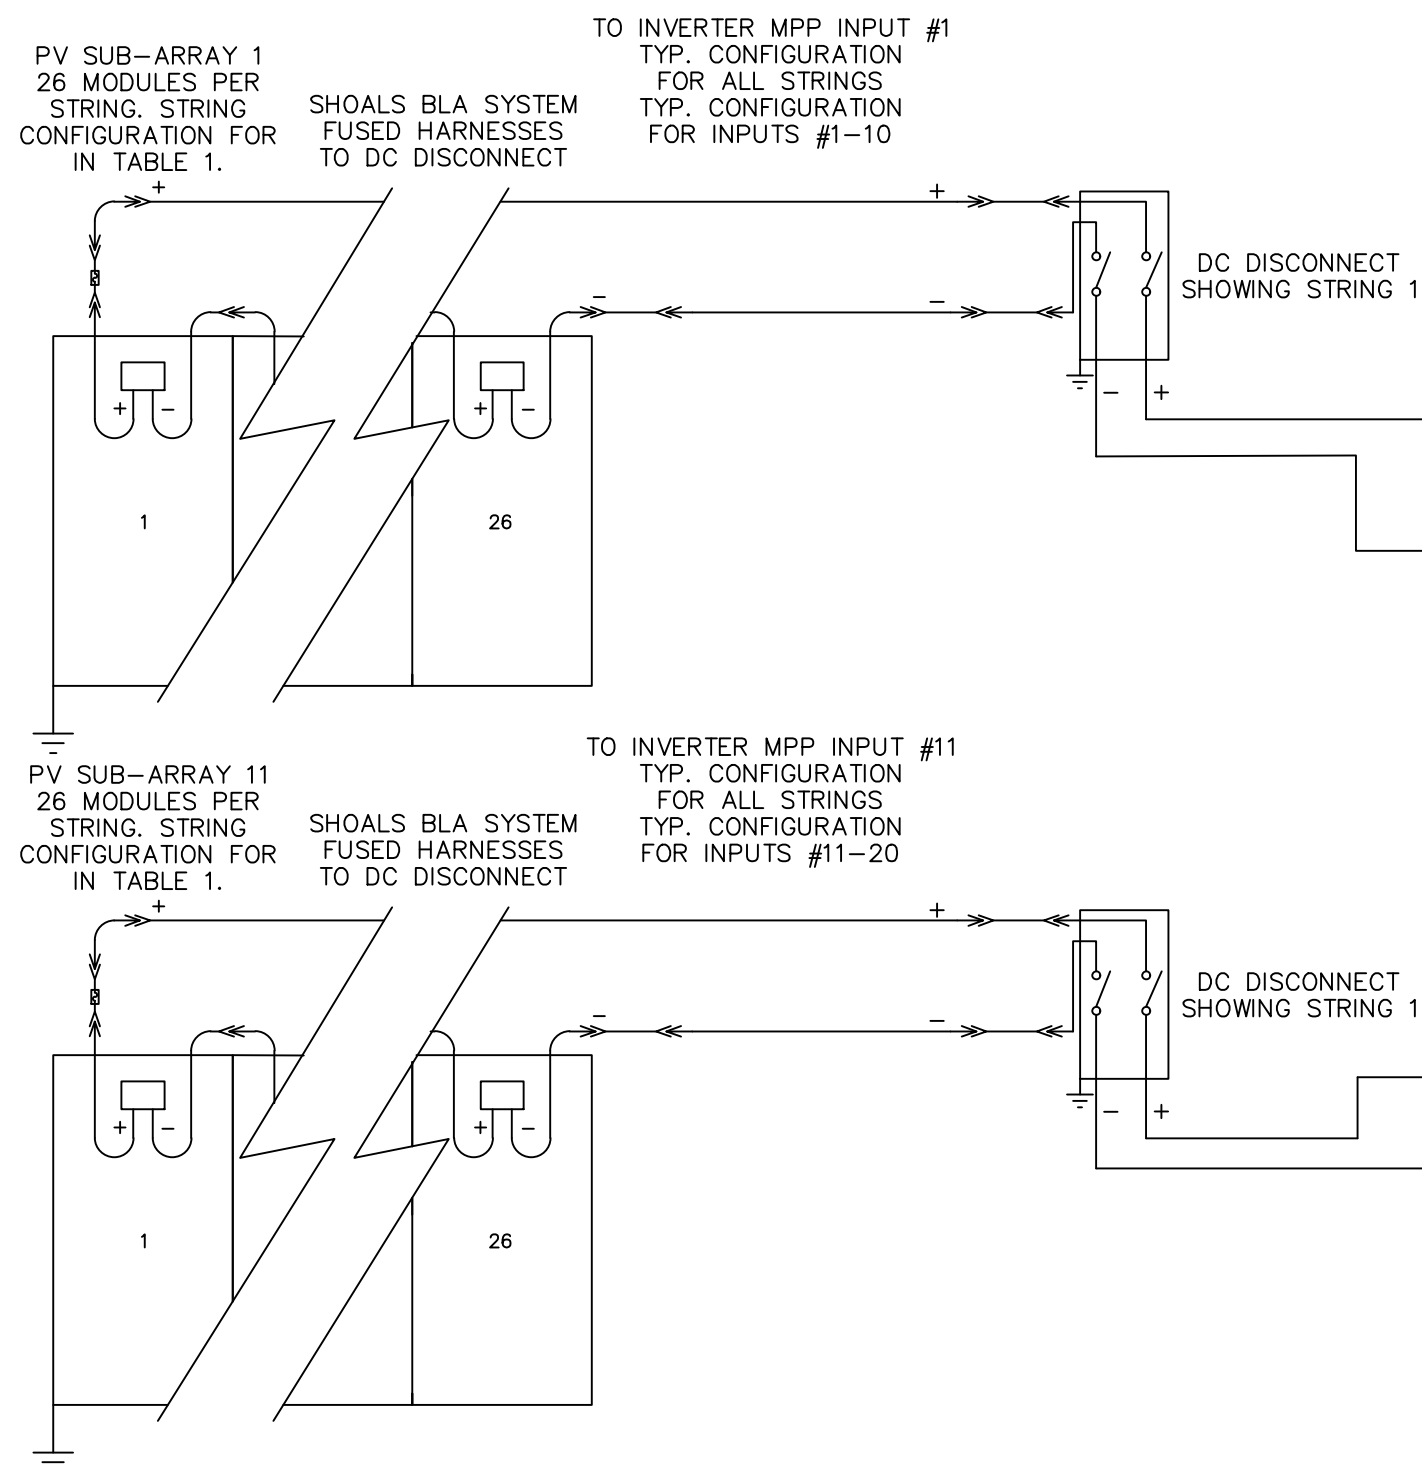 PV SUB-ARRAY 1
26 MODULES PER
STRING. STRING
CONFIGURATION FOR
IN TABLE 1.
SHOALS BLA SYSTEM
FUSED HARNESSES
TO DC DISCONNECT
TO INVERTER MPP INPUT #1
TYP. CONFIGURATION
FOR ALL STRINGS
TYP. CONFIGURATION
FOR INPUTS #1-10
+
+
-
-
DC DISCONNECT
SHOWING STRING 1
- +
+ -
+ -
1
26
PV SUB-ARRAY 11
26 MODULES PER
STRING. STRING
CONFIGURATION FOR
IN TABLE 1.
SHOALS BLA SYSTEM
FUSED HARNESSES
TO DC DISCONNECT
TO INVERTER MPP INPUT #11
TYP. CONFIGURATION
FOR ALL STRINGS
TYP. CONFIGURATION
FOR INPUTS #11-20
+
+
-
-
DC DISCONNECT
SHOWING STRING 1
- +
+ -
+ -
1
26